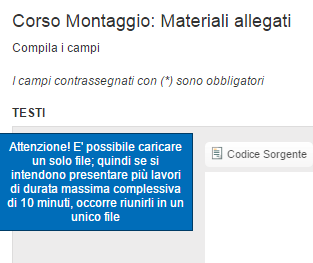 Corso Montaggio: Materiali allegati
Compila i campi
I campi contrassegnati con (*) sono obbligatori
TESTI
Attenzione! E' possibile caricare
un solo file; quindi se si
intendono presentare più lavori
di durata massima complessiva
di 10 minuti, occorre riunirli in un
unico file
Codice Sorgente